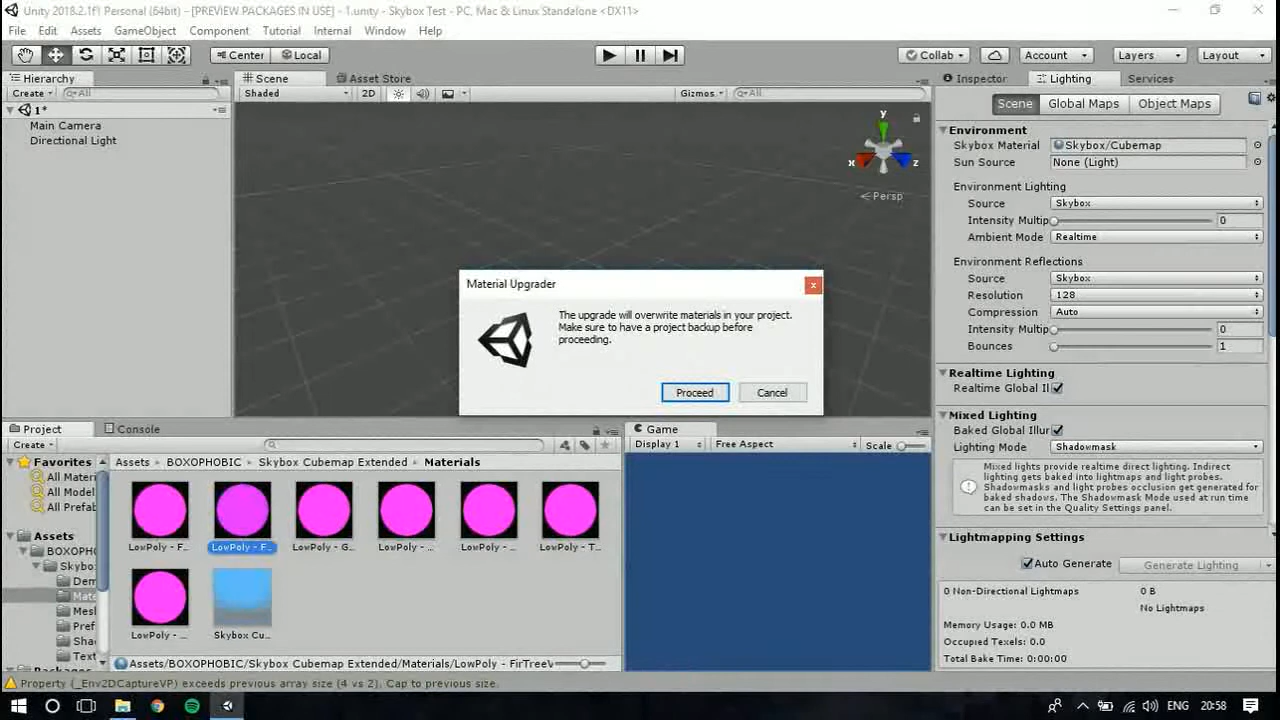 Unity 2018.2.1f1 Personal (64bit) - [PREVIEW PACKAGES IN USE] - 1.unity - Skybox Test - PC, Mac & Linux Standalone <DX11>
File Edit Assets GameObject Component Tutorial Internal Window Help
Center Local Collab Account Layers Layout
Hierarchy Scene Asset Store Inspector Lighting Services
Create All Shaded 2D Gizmos All
Scene Global Maps Object Maps
1*
Main Camera
Directional Light
y
x z
Persp
Environment
Skybox Material Skybox/Cubemap
Sun Source None (Light)
Environment Lighting
Source Skybox
Intensity Multip 0
Ambient Mode Realtime
Environment Reflections
Source Skybox
Resolution 128
Compression Auto
Intensity Multip 0
Bounces 1
Realtime Lighting
Realtime Global Il
Mixed Lighting
Baked Global Illur
Lighting Mode Shadowmask
Mixed lights provide realtime direct lighting. Indirect
lighting gets baked into lightmaps and light probes.
Shadowmasks and light probes occlusion get generated for
baked shadows. The Shadowmask Mode used at run time
can be set in the Quality Settings panel.
Lightmapping Settings
Auto Generate Generate Lighting
0 Non-Directional Lightmaps 0 B
No Lightmaps
Memory Usage: 0.0 MB
Occupied Texels: 0.0
Total Bake Time: 0:00:00
Material Upgrader
x
The upgrade will overwrite materials in your project.
Make sure to have a project backup before
proceeding.
Proceed Cancel
Project Console
Create
Favorites
All Materi
All Model
All Prefab
Assets
BOXOPHO
Skybo
Dem
Mate
Mesh
Pref
Sha
Text
Assets BOXOPHOBIC Skybox Cubemap Extended Materials
LowPoly - F... LowPoly - F... LowPoly - G... LowPoly - ... LowPoly - ... LowPoly - T...
LowPoly - ... Skybox Cu...
Assets/BOXOPHOBIC/Skybox Cubemap Extended/Materials/LowPoly - FirTreeV
Game
Display 1 Free Aspect Scale
Property (_Env2DCaptureVP) exceeds previous array size (4 vs 2). Cap to previous size.
ENG 20:58